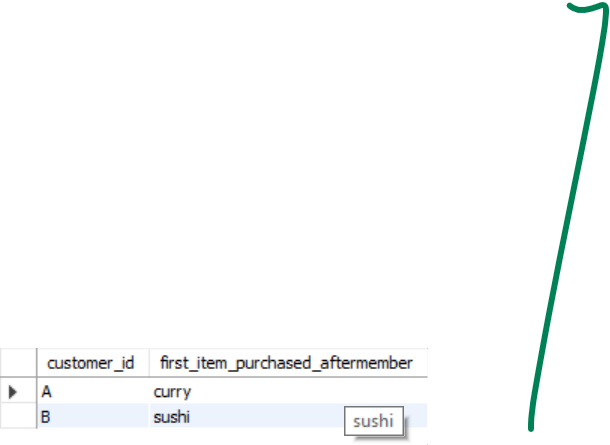 customer_id first_item_purchased_aftermember
A curry
B sushi
sushi